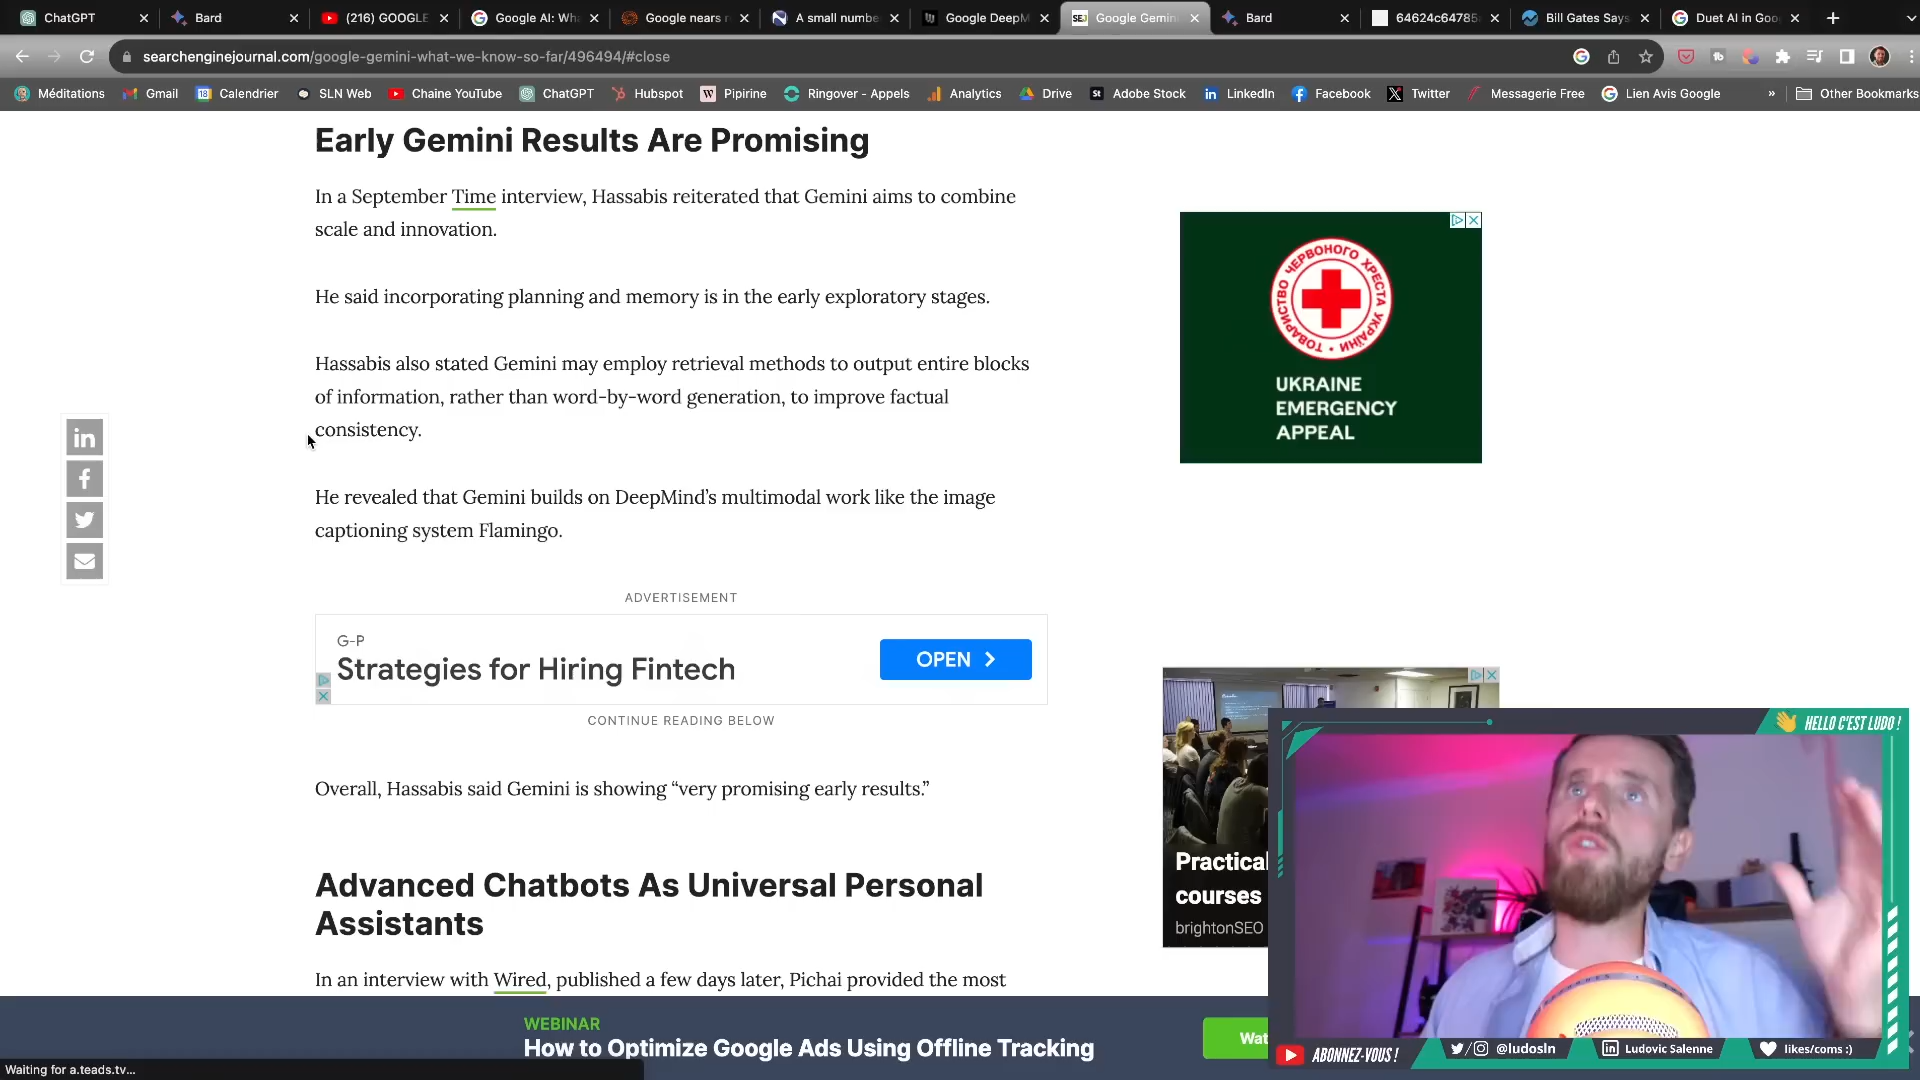 ChatGPT
Bard
(216) GOOGLE
Google AI: Wh
Google nears r
A small numbe
Google DeepM
Google Gemin
Bard
64624c64785
Bill Gates Says
Duet AI in Goo
searchenginejournal.com/google-gemini-what-we-know-so-far/496494/#close
Méditations
Gmail
Calendrier
SLN Web
Chaine YouTube
ChatGPT
Hubspot
Pipirine
Ringover - Appels
Analytics
Drive
Adobe Stock
LinkedIn
Facebook
Twitter
Messagerie Free
Lien Avis Google
»
Other Bookmarks
Early Gemini Results Are Promising
In a September Time interview, Hassabis reiterated that Gemini aims to combine
scale and innovation.
He said incorporating planning and memory is in the early exploratory stages.
Hassabis also stated Gemini may employ retrieval methods to output entire blocks
of information, rather than word-by-word generation, to improve factual
consistency.
He revealed that Gemini builds on DeepMind’s multimodal work like the image
captioning system Flamingo.
ADVERTISEMENT
G-P
Strategies for Hiring Fintech
OPEN
CONTINUE READING BELOW
Overall, Hassabis said Gemini is showing “very promising early results.”
Advanced Chatbots As Universal Personal
Assistants
In an interview with Wired, published a few days later, Pichai provided the most
ТОВАРИСТВО ЧЕРВОНОГО ХРЕСТА УКРАЇНИ
UKRAINE
EMERGENCY
APPEAL
Practical
courses
brightonSEO
WEBINAR
How to Optimize Google Ads Using Offline Tracking
Wat
HELLO C'EST LUDO !
ABONNEZ-VOUS !
@ludosln
Ludovic Salenne
likes/coms :)
Waiting for a.teads.tv...